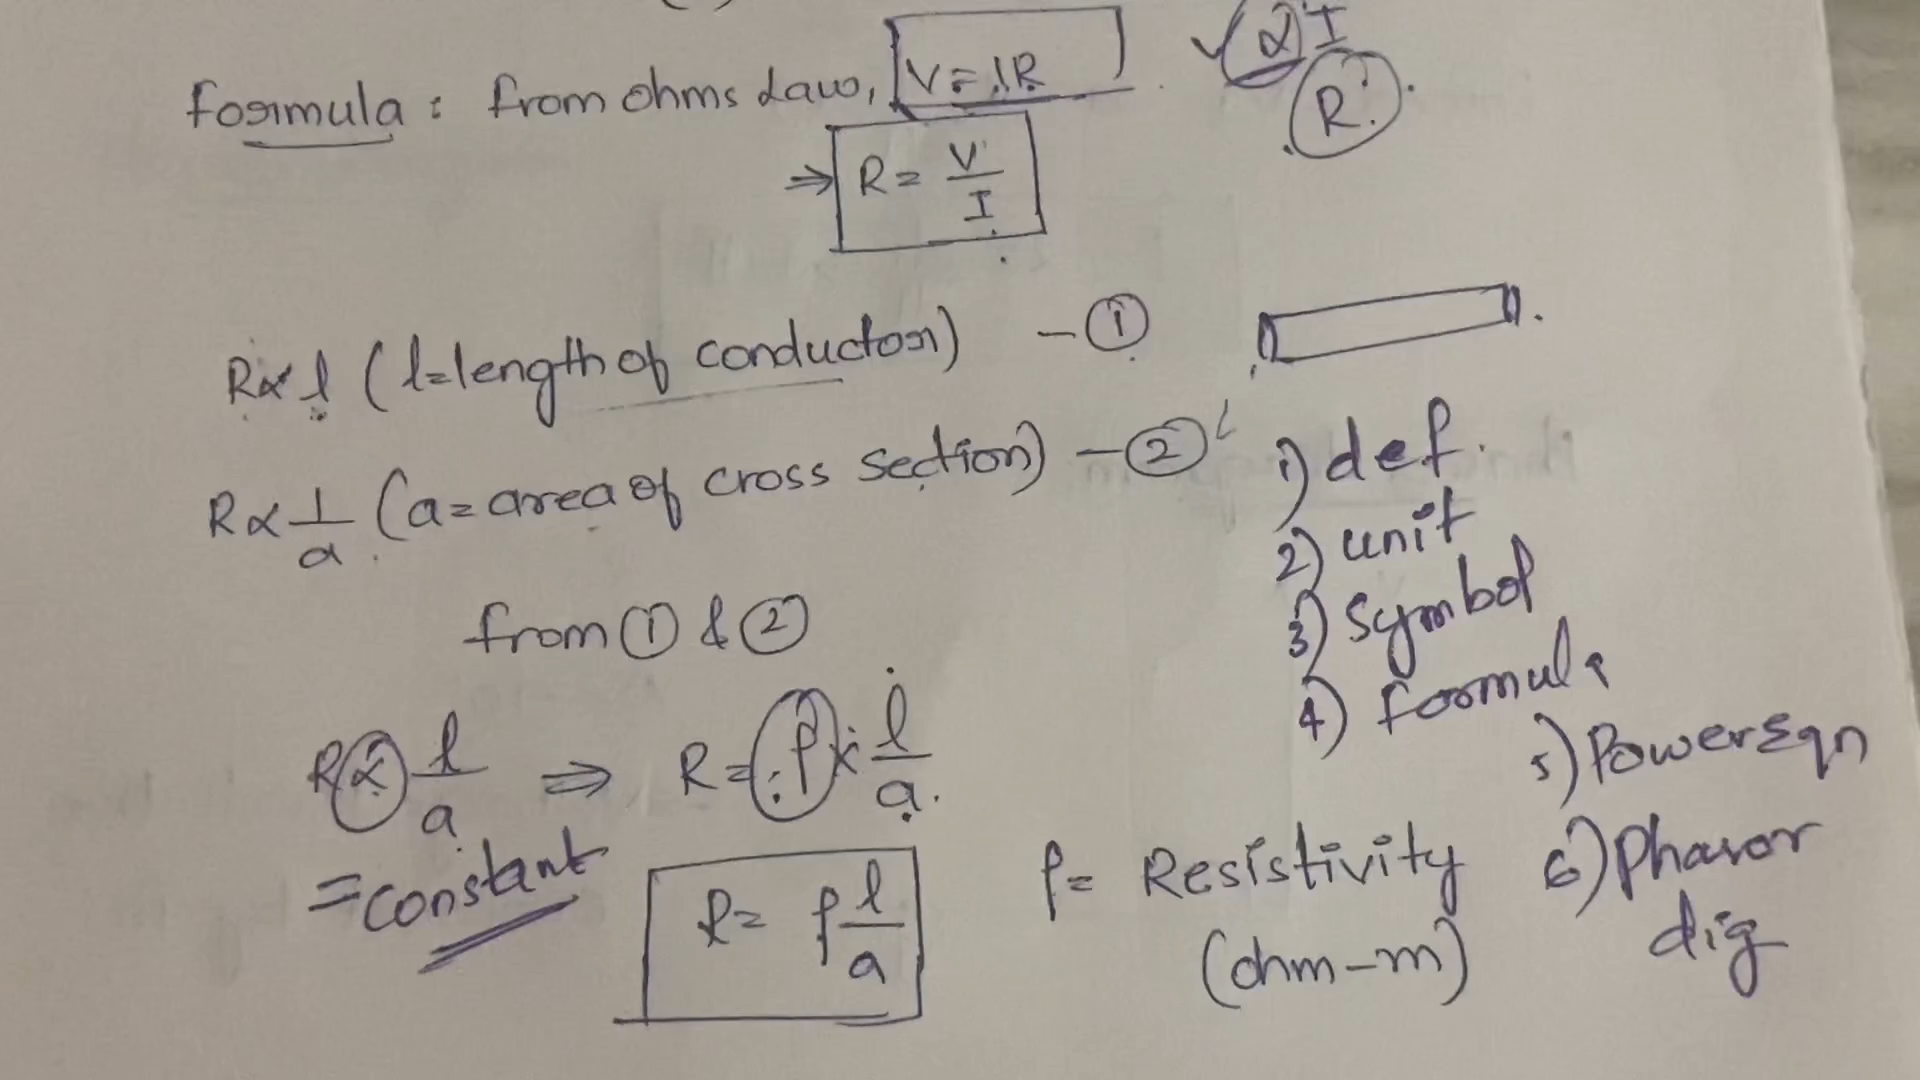 Formula : from ohms Law, V = IR
√ α I
R
⇒ R = V/I
R ∝ l (l = length of conductor) - ①
R ∝ 1/a (a = area of cross section) - ②
from ① & ②
R ∝ l/a ⇒ R = ρ × l/a
= constant
R = ρ l/a
ρ = Resistivity
(ohm-m)
1) def.
2) unit
3) symbol
4) formula
5) Power Eqn
6) Phasor
dig